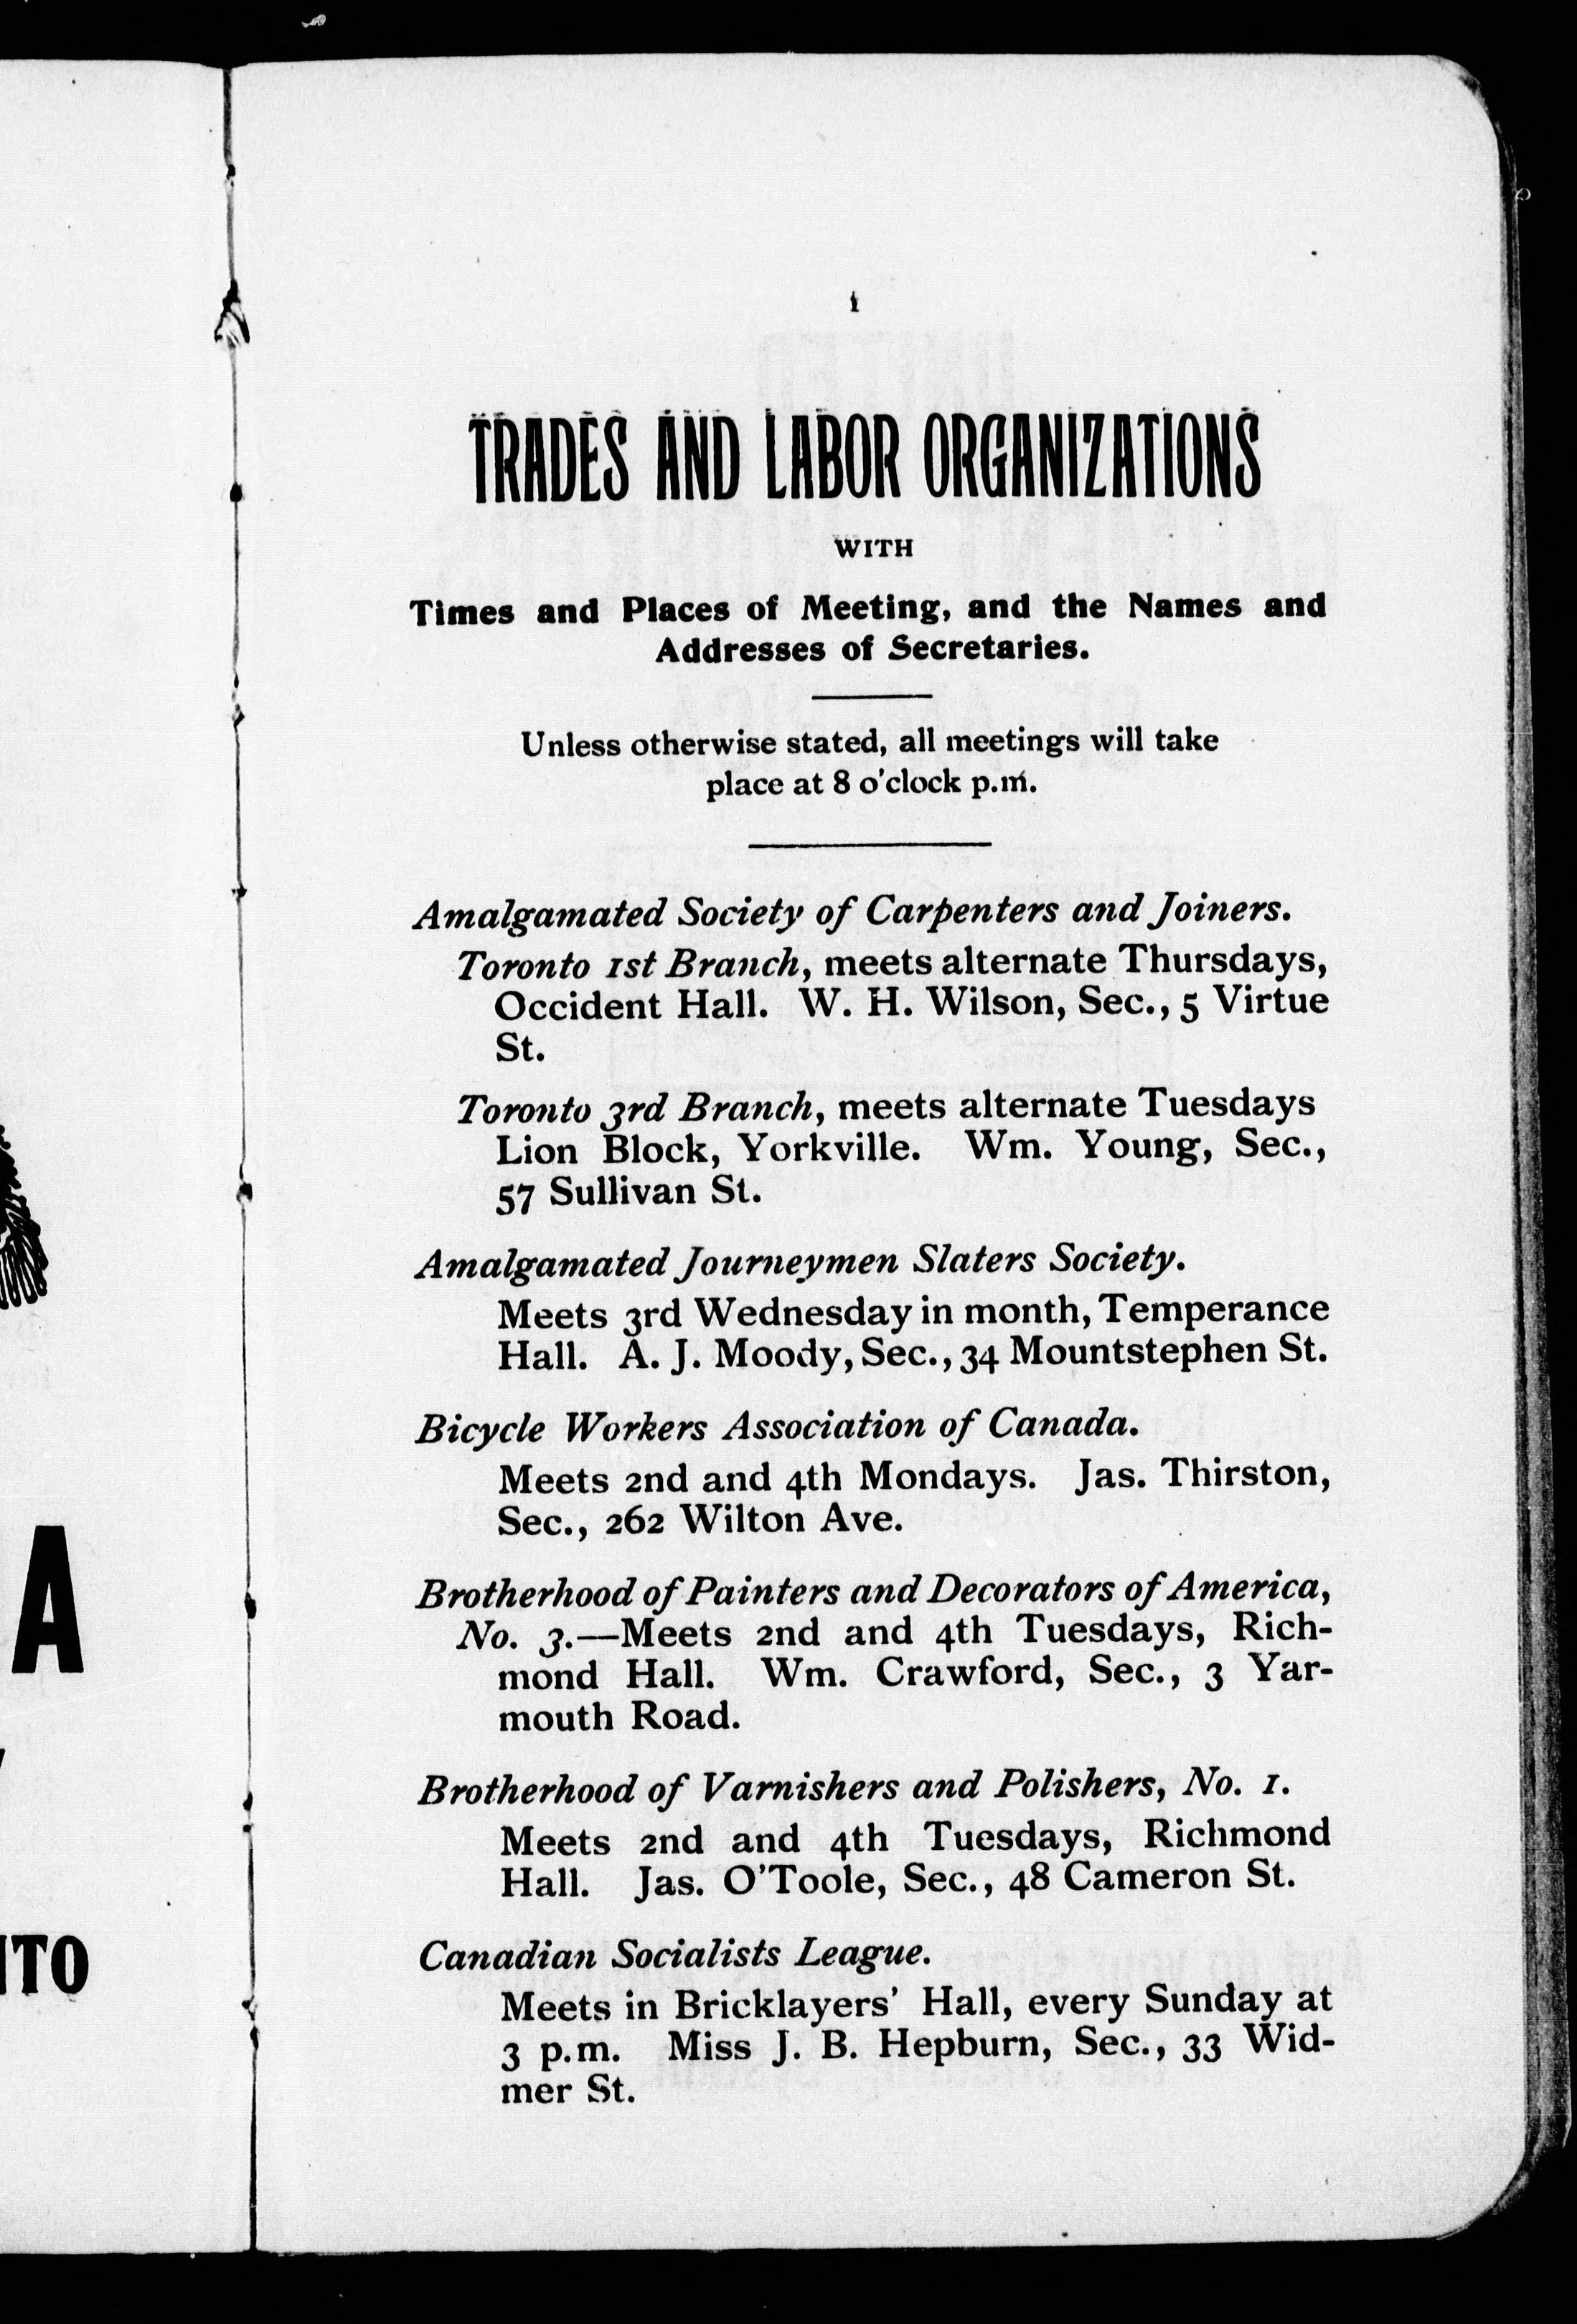 1
TRADES AND LABOR ORGANIZATIONS
WITH
Times and Places of Meeting, and the Names and
Addresses of Secretaries.
Unless otherwise stated, all meetings will take
place at 8 o'clock p.m.
Amalgamated Society of Carpenters and Joiners.
Toronto 1st Branch, meets alternate Thursdays,
Occident Hall. W. H. Wilson, Sec., 5 Virtue
St.
Toronto 3rd Branch, meets alternate Tuesdays
Lion Block, Yorkville. Wm. Young, Sec.,
57 Sullivan St.
Amalgamated Journeymen Slaters Society.
Meets 3rd Wednesday in month, Temperance
Hall. A. J. Moody, Sec., 34 Mountstephen St.
Bicycle Workers Association of Canada.
Meets 2nd and 4th Mondays. Jas. Thirston,
Sec., 262 Wilton Ave.
Brotherhood of Painters and Decorators of America,
No. 3.—Meets 2nd and 4th Tuesdays, Rich-
mond Hall. Wm. Crawford, Sec., 3 Yar-
mouth Road.
Brotherhood of Varnishers and Polishers, No. 1.
Meets 2nd and 4th Tuesdays, Richmond
Hall. Jas. O'Toole, Sec., 48 Cameron St.
Canadian Socialists League.
Meets in Bricklayers' Hall, every Sunday at
3 p.m. Miss J. B. Hepburn, Sec., 33 Wid-
mer St.